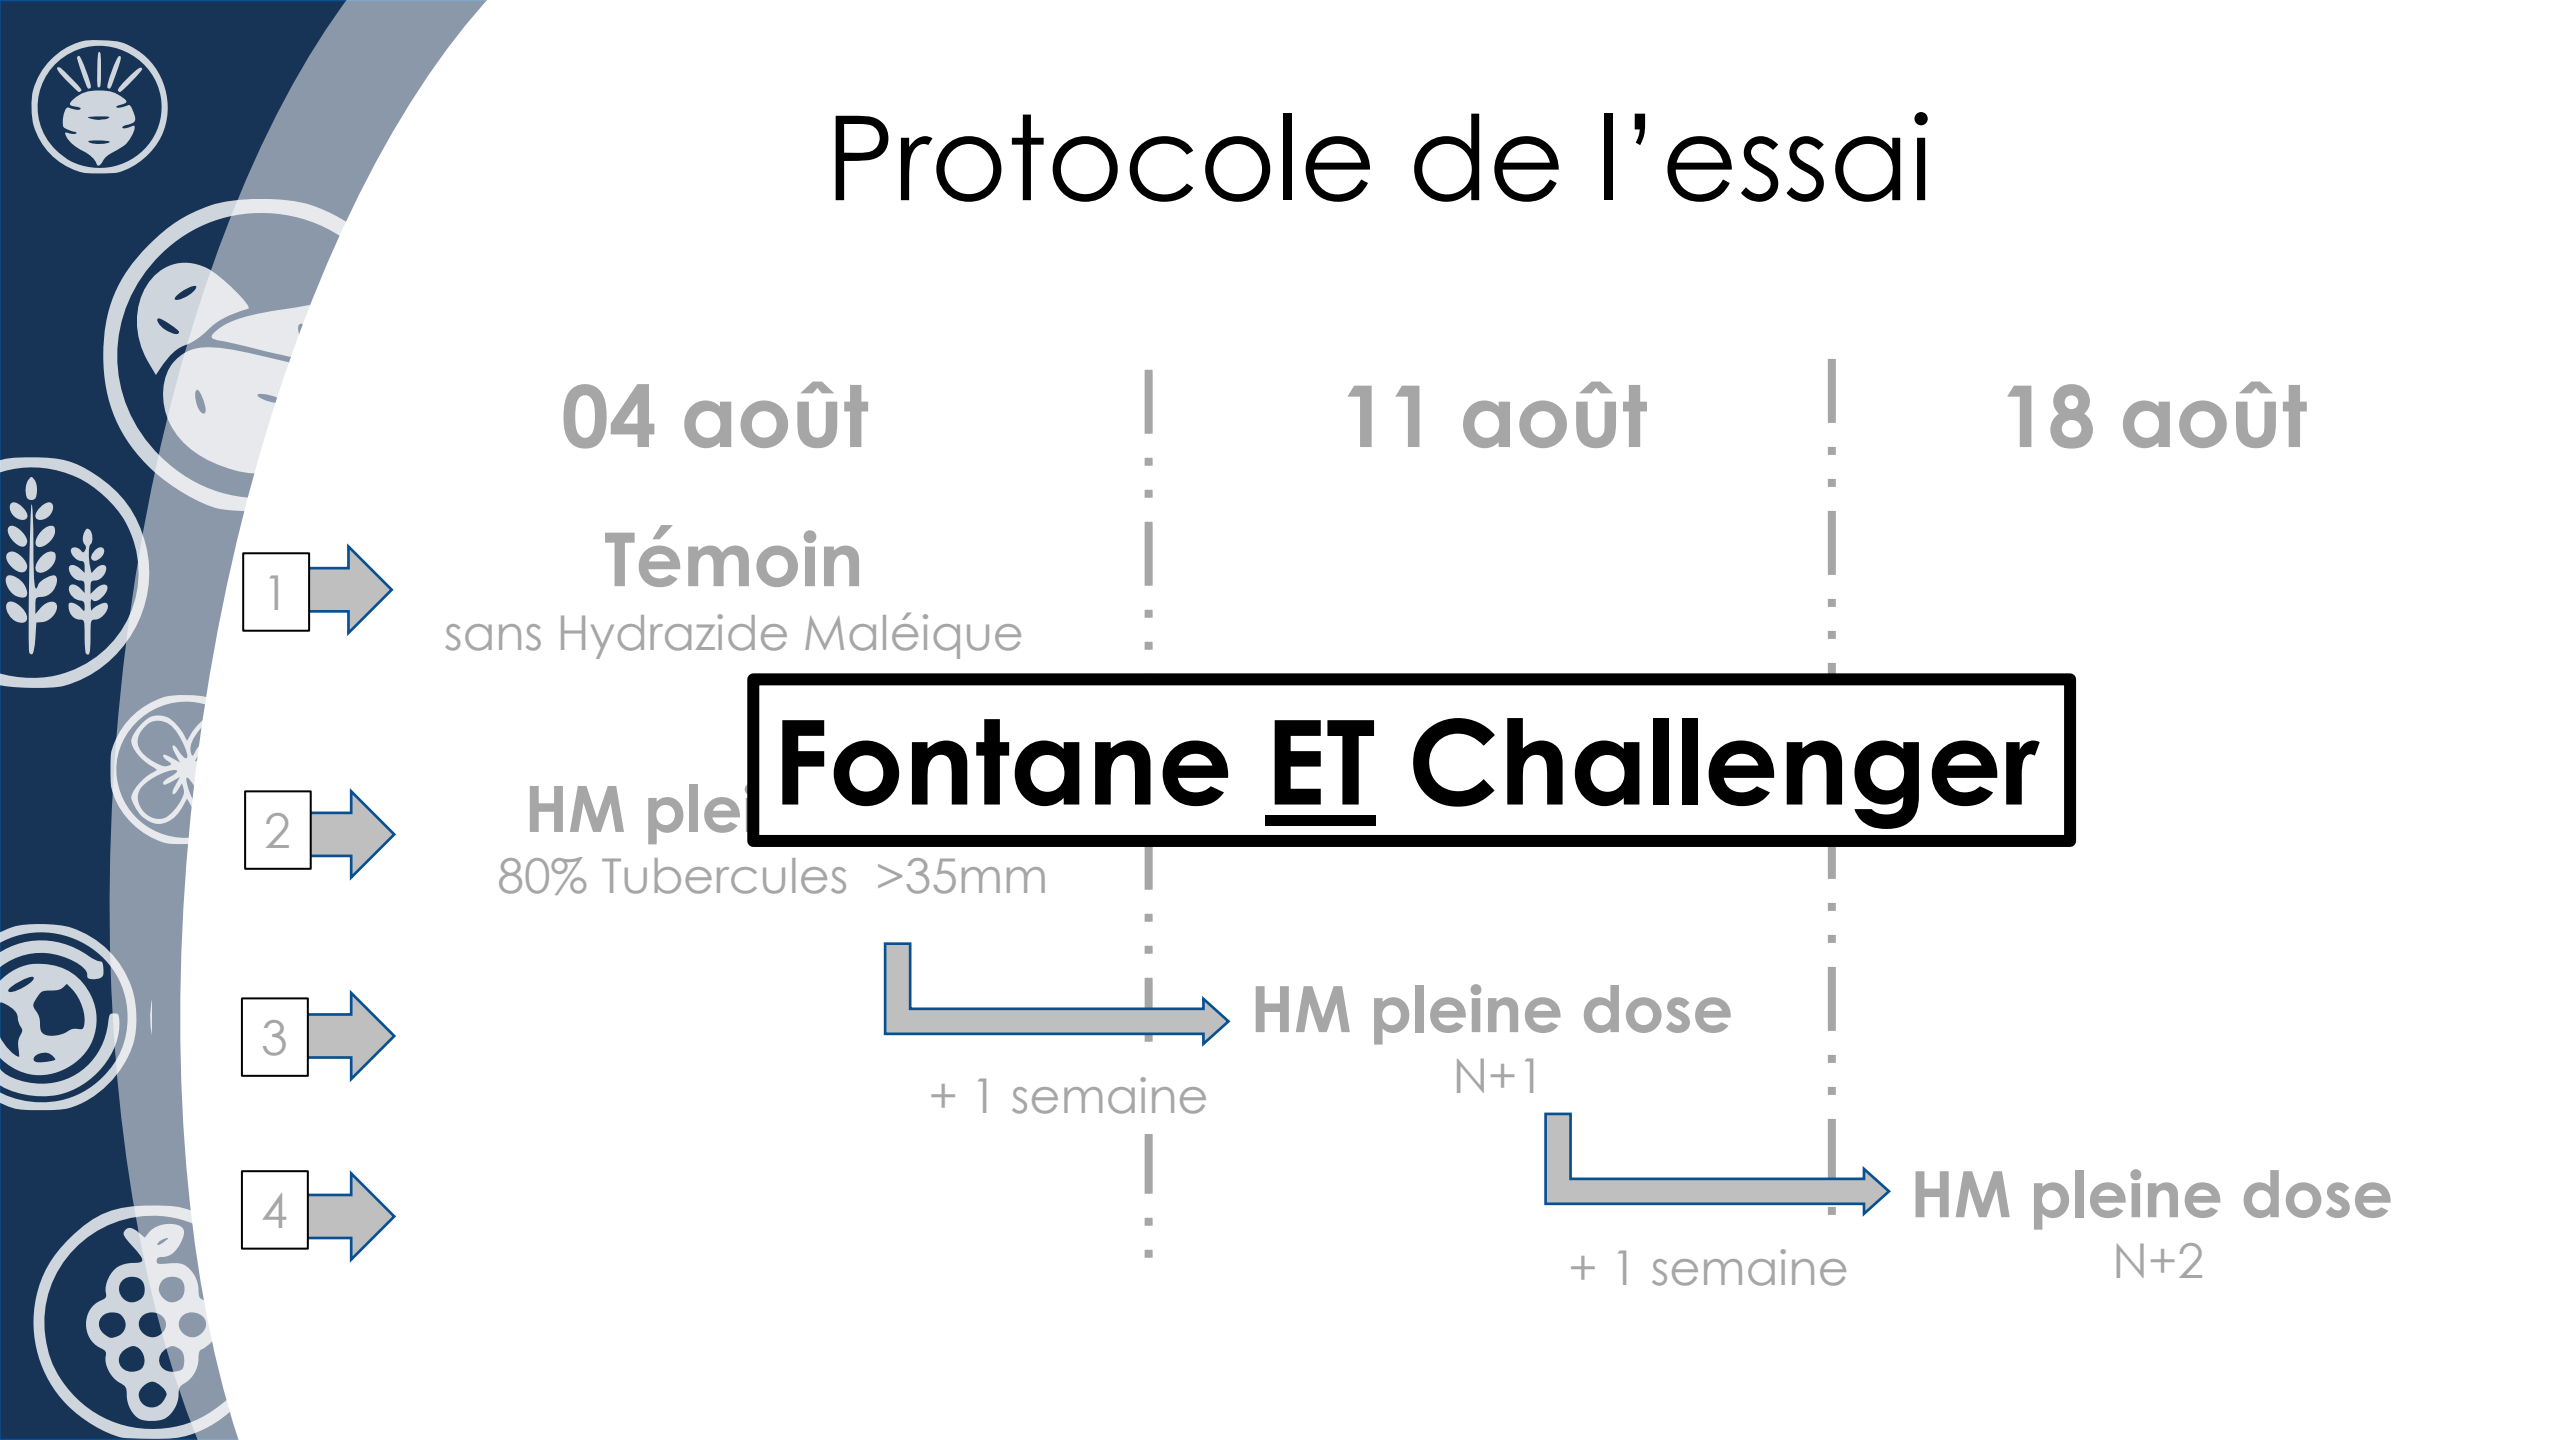 Protocole de l’essai
04 août
11 août
18 août
1
Témoin
sans Hydrazide Maléique
Fontane ET Challenger
2
HM plei
80% Tubercules >35mm
3
HM pleine dose
N+1
+ 1 semaine
4
HM pleine dose
N+2
+ 1 semaine